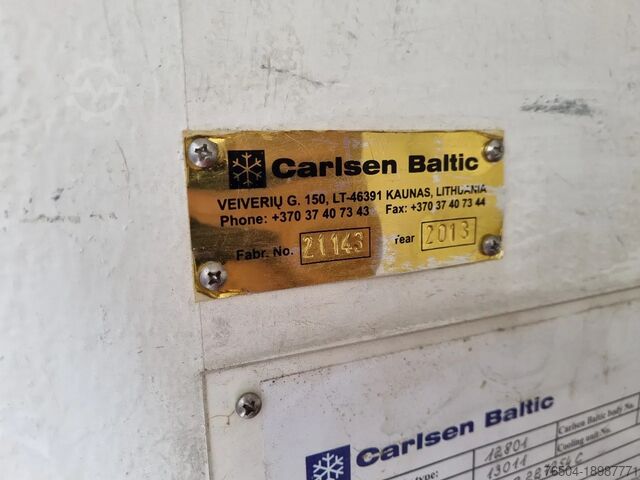 Carlsen Baltic
VEIVERIŲ G. 150, LT-46391 KAUNAS, LITHUANIA
Phone: +370 37 40 73 43 Fax: +370 37 40 73 44
Fabr. No. 21143 Year 2013
Carlsen Baltic
12801 Carlsen Baltic body No.
type: 13011 Cooling unit No.
76504-18987771